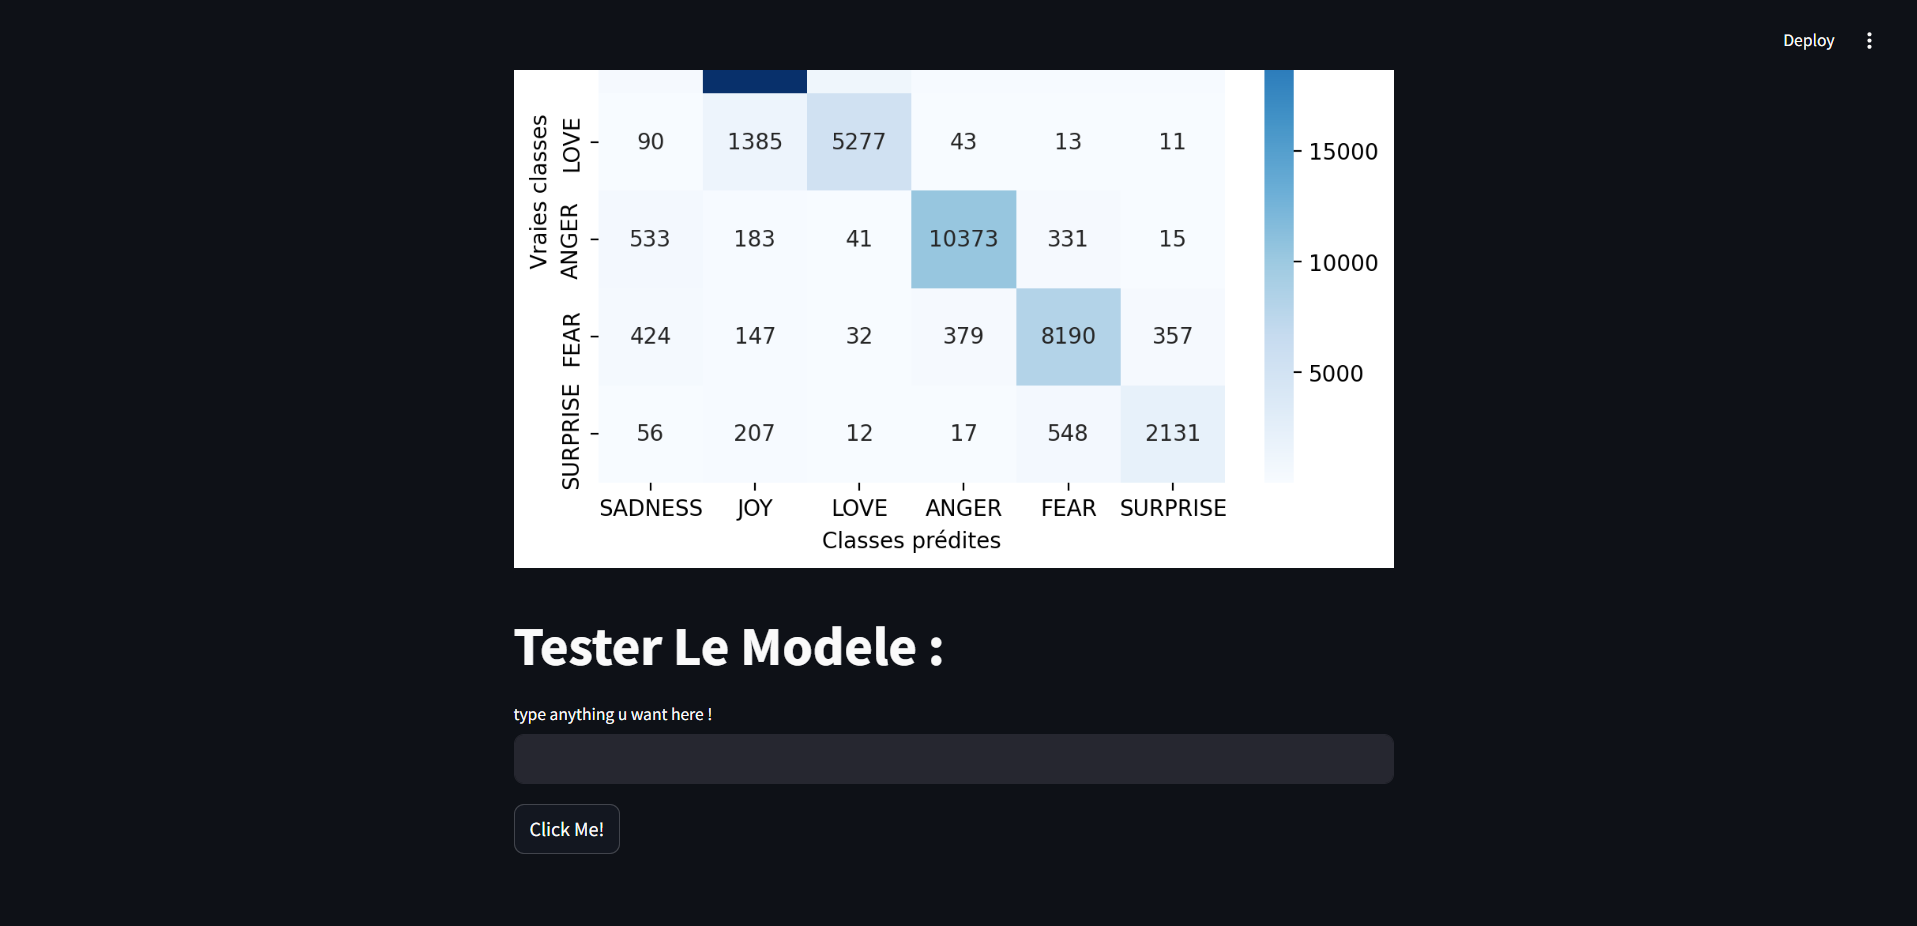 Deploy
Vraies classes
LOVE 90 1385 5277 43 13 11
15000
ANGER 533 183 41 10373 331 15
10000
FEAR 424 147 32 379 8190 357
5000
SURPRISE 56 207 12 17 548 2131
SADNESS JOY LOVE ANGER FEAR SURPRISE
Classes prédites
Tester Le Modele :
type anything u want here !
Click Me!